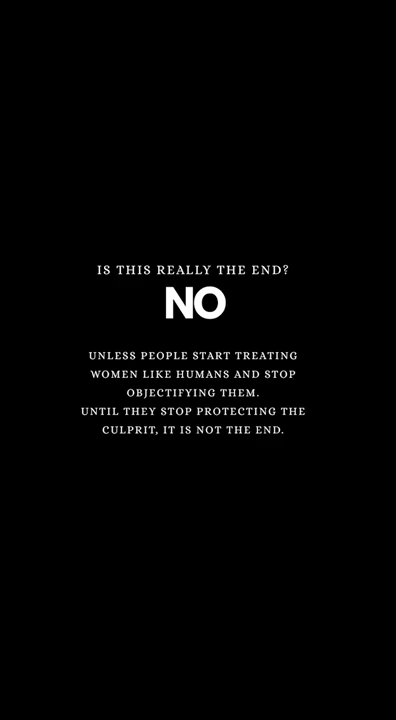 IS THIS REALLY THE END?
NO
UNLESS PEOPLE START TREATING
WOMEN LIKE HUMANS AND STOP
OBJECTIFYING THEM.
UNTIL THEY STOP PROTECTING THE
CULPRIT, IT IS NOT THE END.